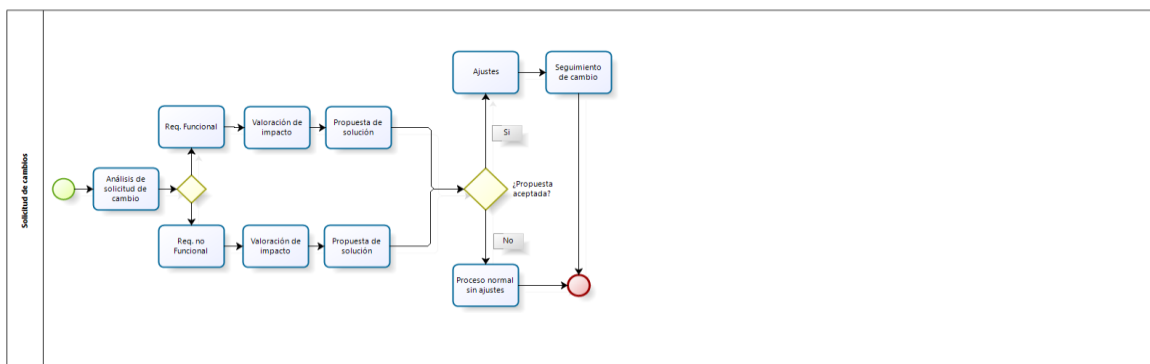 Solicitud de cambios
Análisis de
solicitud de
cambio
Req. Funcional
Valoración de
impacto
Propuesta de
solución
Req. no
Funcional
Valoración de
impacto
Propuesta de
solución
¿Propuesta
aceptada?
Si
Ajustes
Seguimiento
de cambio
No
Proceso normal
sin ajustes